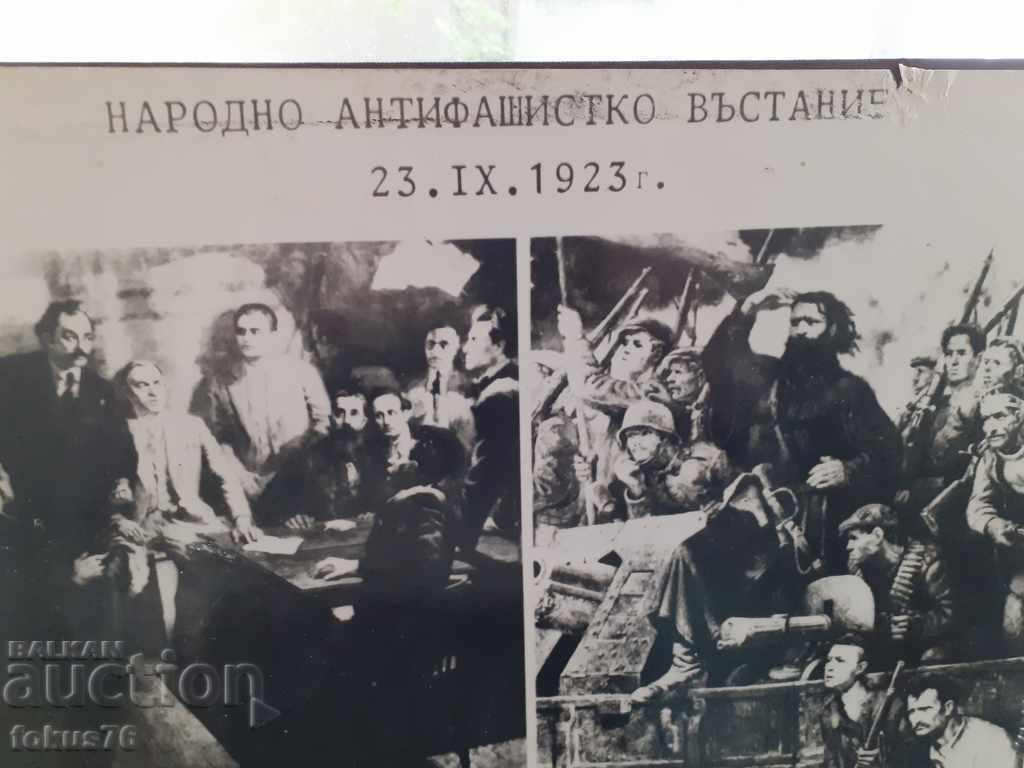 НАРОДНО АНТИФАШИСТКО ВЪСТАНИЕ
23.IX.1923г.
BALKAN
auction
fokus76